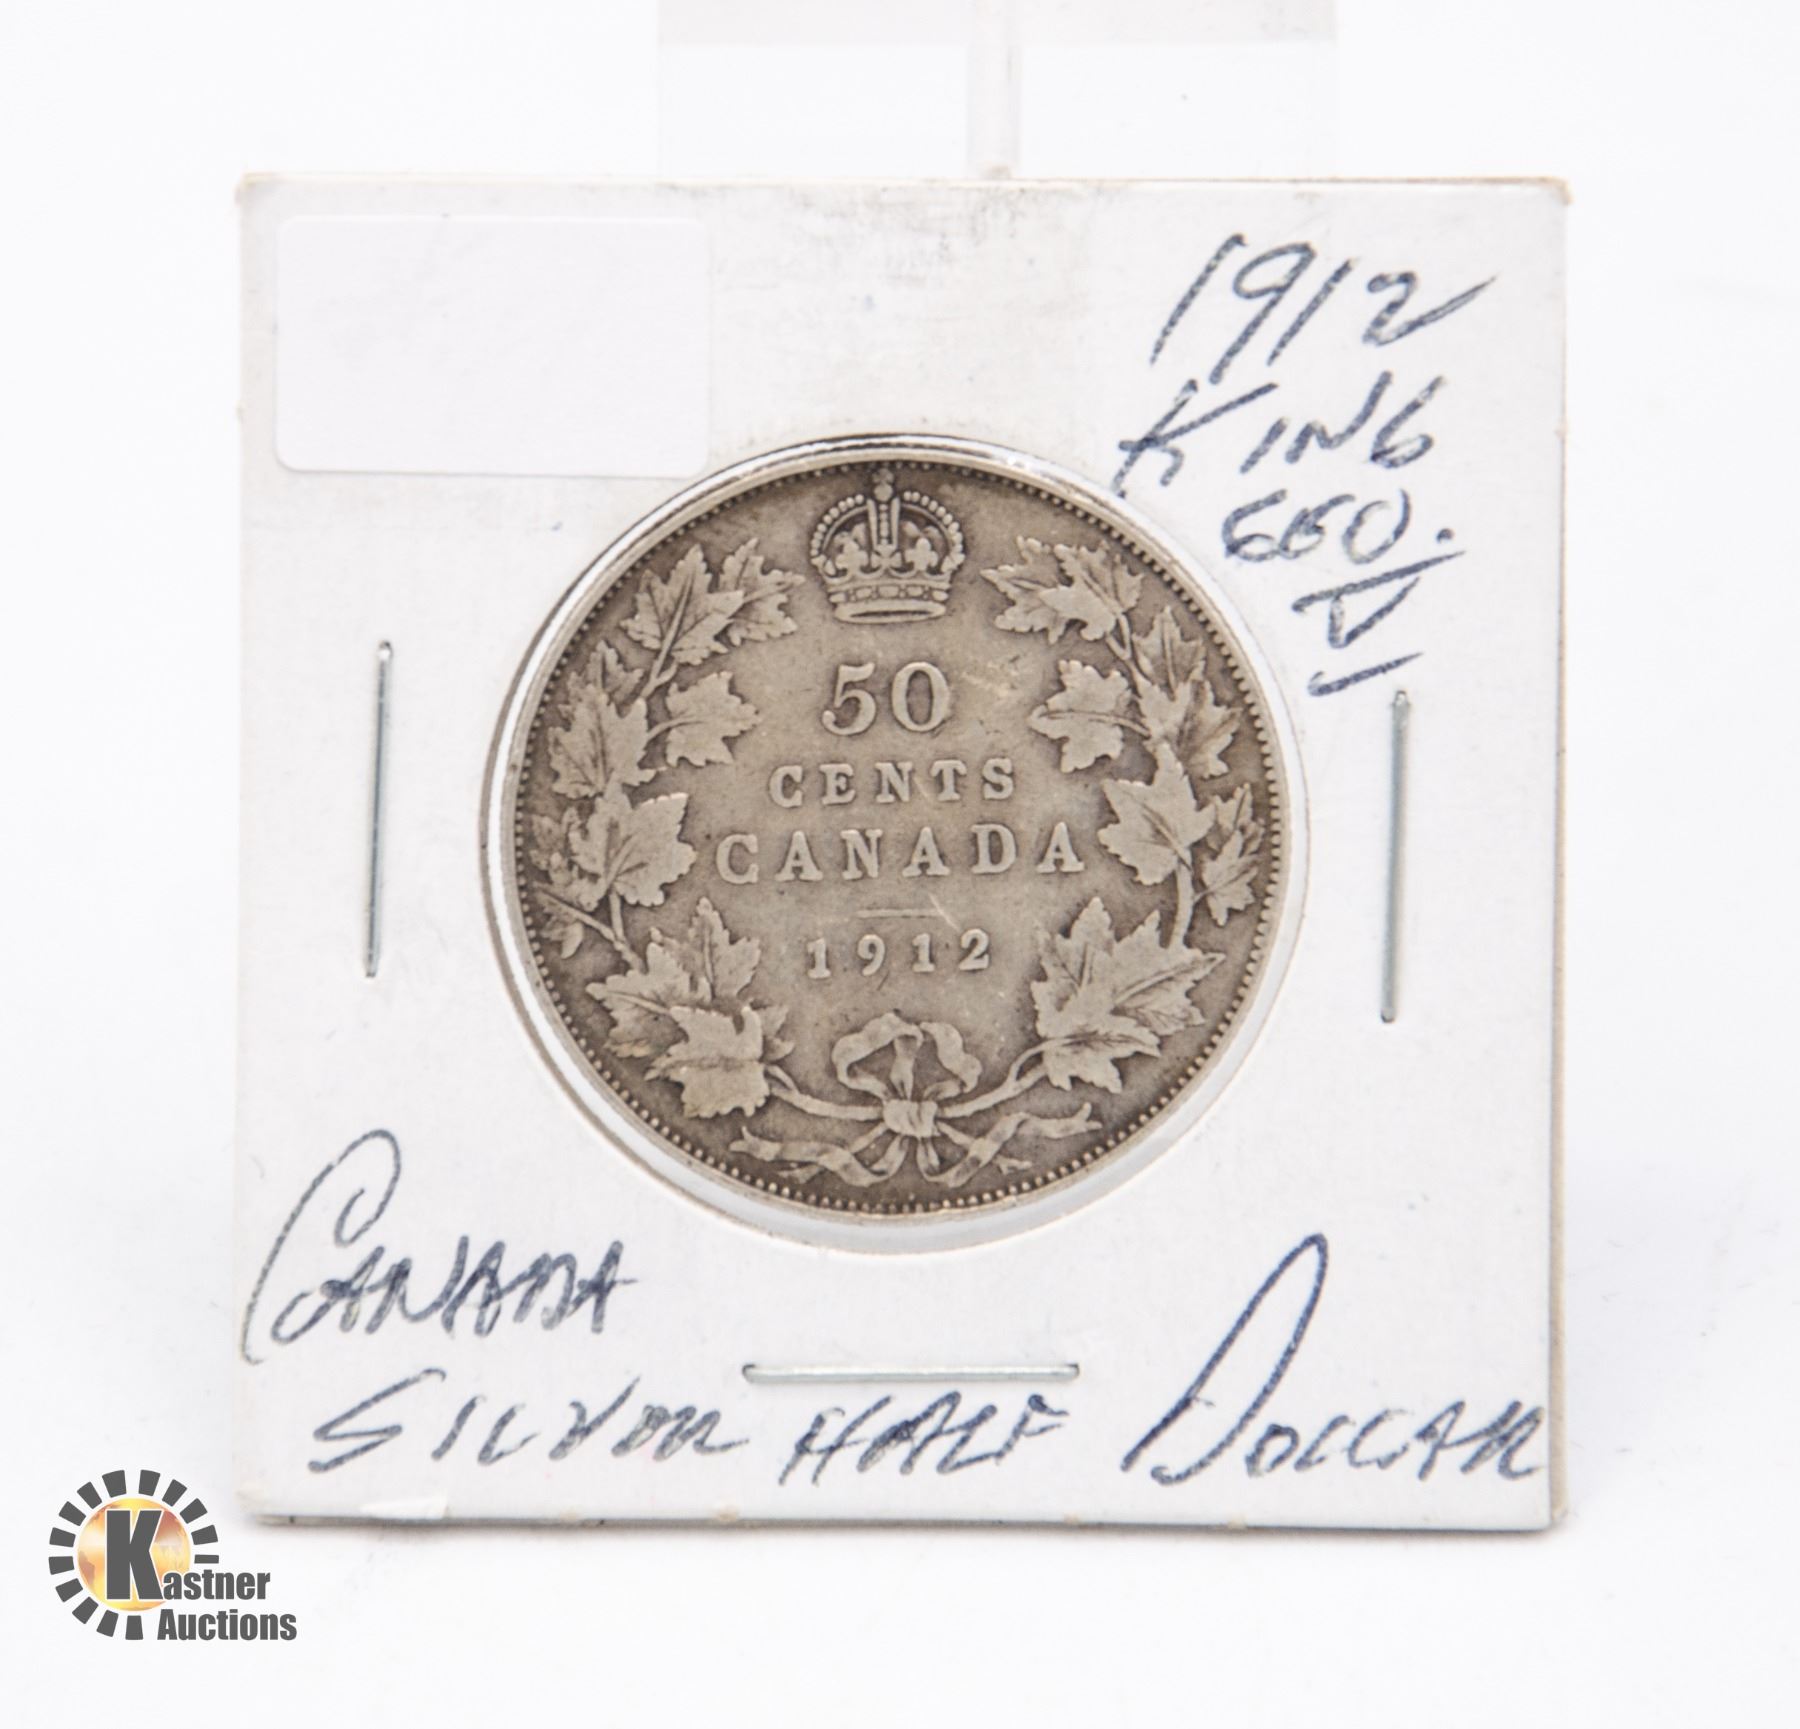 1912
KING
GEO.
V
50
CENTS
CANADA
1912
CANADA
SILVER HALF DOLLAR
Kastner
Auctions